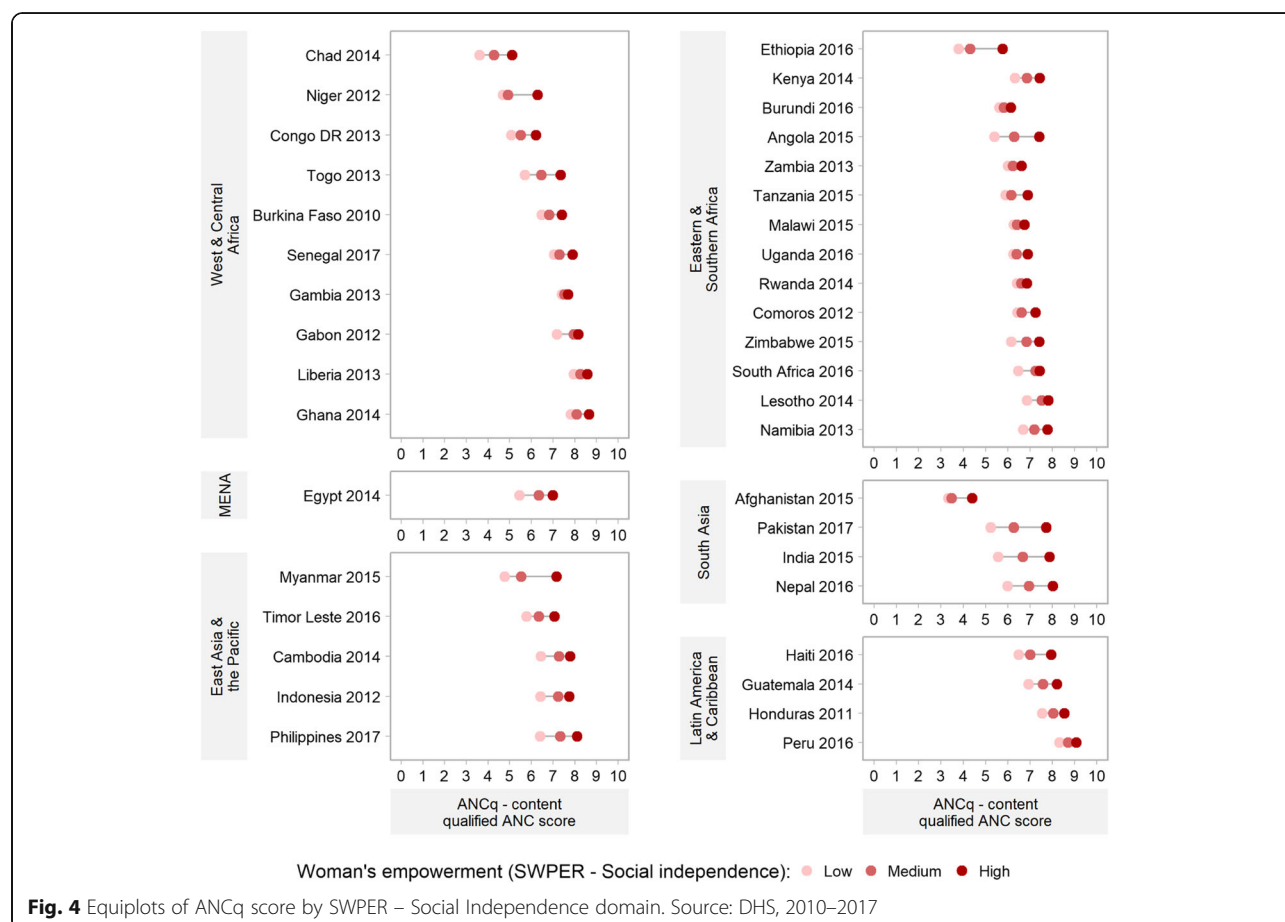 West & Central
Africa
Chad 2014
Niger 2012
Congo DR 2013
Togo 2013
Burkina Faso 2010
Senegal 2017
Gambia 2013
Gabon 2012
Liberia 2013
Ghana 2014
0 1 2 3 4 5 6 7 8 9 10
MENA
Egypt 2014
0 1 2 3 4 5 6 7 8 9 10
East Asia &
the Pacific
Myanmar 2015
Timor Leste 2016
Cambodia 2014
Indonesia 2012
Philippines 2017
0 1 2 3 4 5 6 7 8 9 10
ANCq - content
qualified ANC score
Eastern &
Southern Africa
Ethiopia 2016
Kenya 2014
Burundi 2016
Angola 2015
Zambia 2013
Tanzania 2015
Malawi 2015
Uganda 2016
Rwanda 2014
Comoros 2012
Zimbabwe 2015
South Africa 2016
Lesotho 2014
Namibia 2013
0 1 2 3 4 5 6 7 8 9 10
South Asia
Afghanistan 2015
Pakistan 2017
India 2015
Nepal 2016
0 1 2 3 4 5 6 7 8 9 10
Latin America
& Caribbean
Haiti 2016
Guatemala 2014
Honduras 2011
Peru 2016
0 1 2 3 4 5 6 7 8 9 10
ANCq - content
qualified ANC score
Woman's empowerment (SWPER - Social independence): Low Medium High
Fig. 4 Equiplots of ANCq score by SWPER – Social Independence domain. Source: DHS, 2010–2017